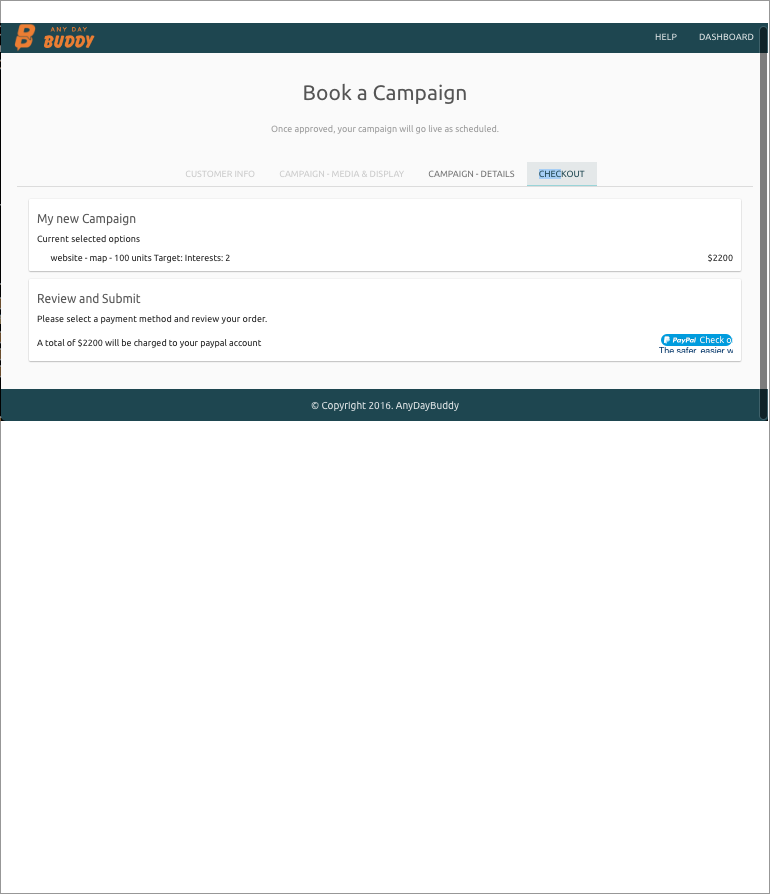 ANY DAY
BUDDY
HELP DASHBOARD
Book a Campaign
Once approved, your campaign will go live as scheduled.
CUSTOMER INFO CAMPAIGN - MEDIA & DISPLAY CAMPAIGN - DETAILS CHECKOUT
My new Campaign
Current selected options
website - map - 100 units Target: Interests: 2 $2200
Review and Submit
Please select a payment method and review your order.
A total of $2200 will be charged to your paypal account
PayPal Check o
The safer, easier w
© Copyright 2016. AnyDayBuddy